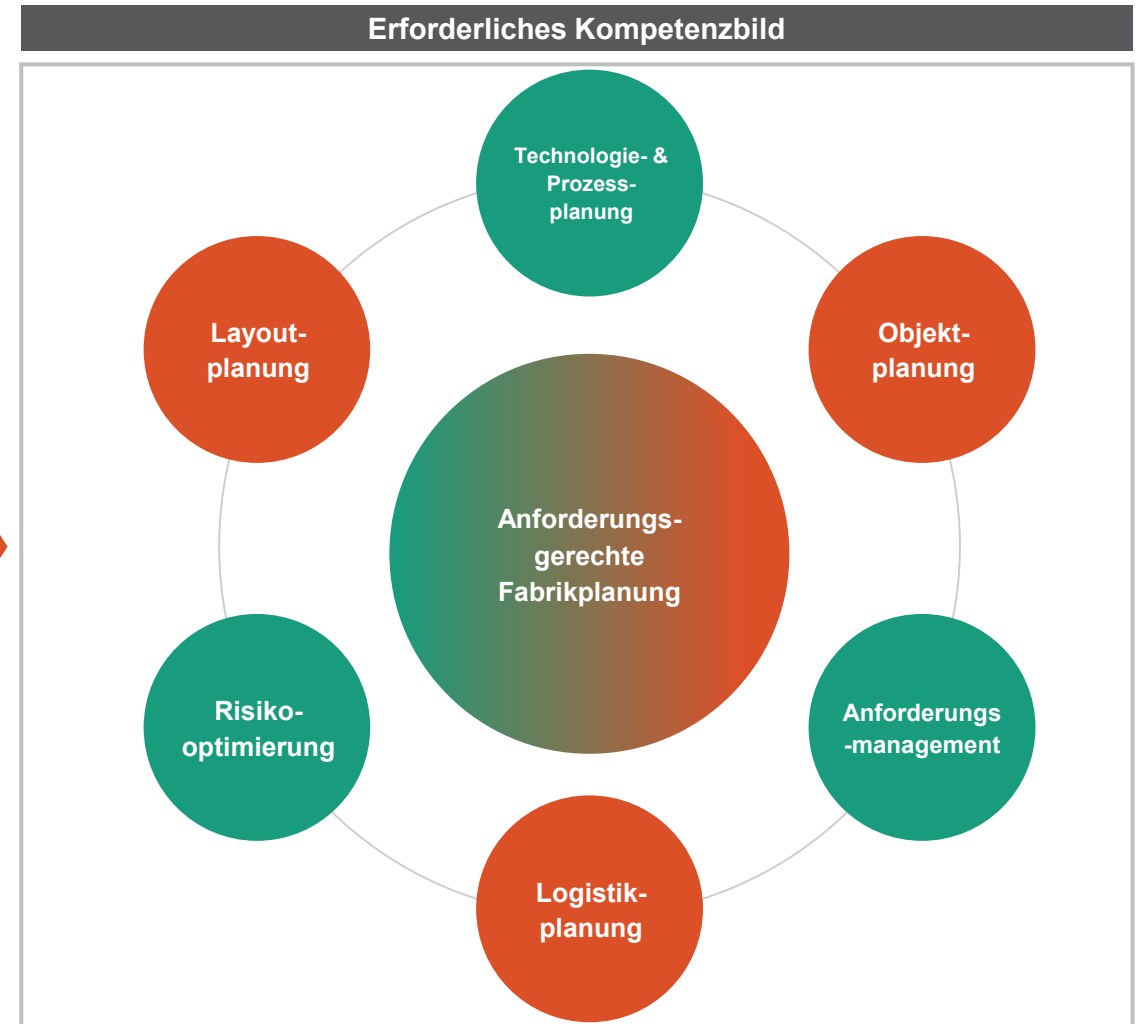 Erforderliches Kompetenzbild
Technologie- &
Prozess-
planung
Layout-
planung
Objekt-
planung
Anforderungs-
gerechte
Fabrikplanung
Risiko-
optimierung
Anforderungs
-management
Logistik-
planung